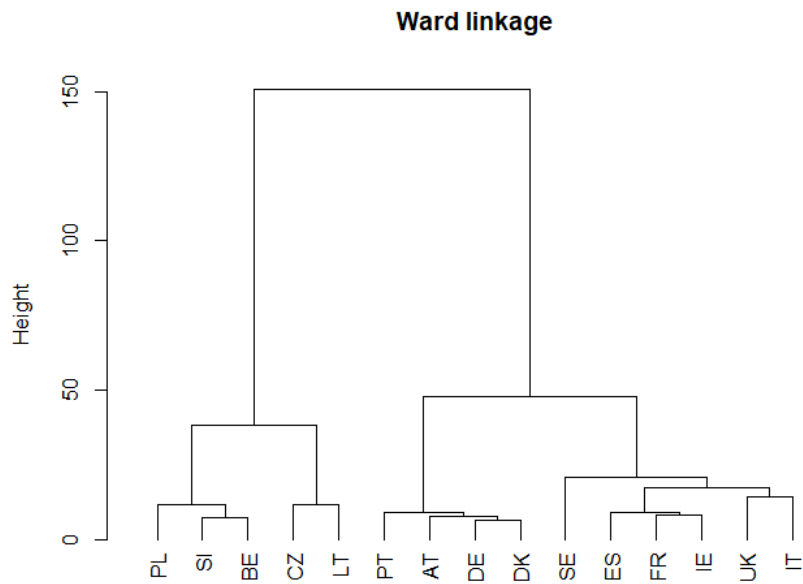 Ward linkage
150
100
50
0
Height
PL SI BE CZ LT PT AT DE DK SE ES FR IE UK IT